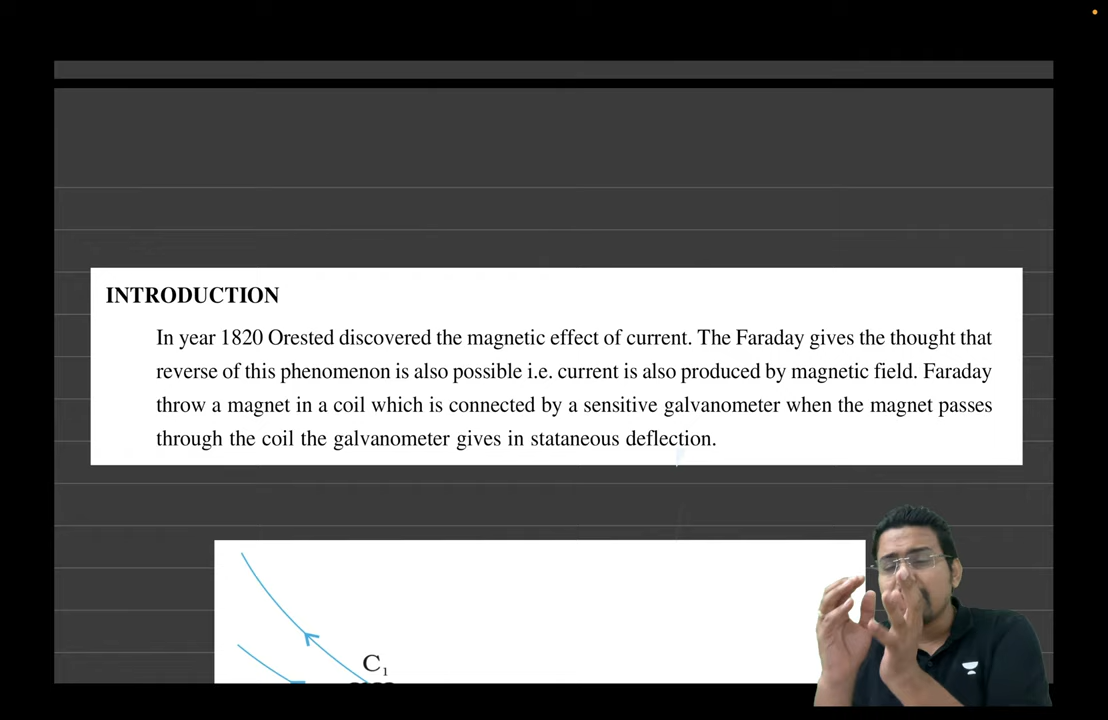 INTRODUCTION
In year 1820 Orested discovered the magnetic effect of current. The Faraday gives the thought that
reverse of this phenomenon is also possible i.e. current is also produced by magnetic field. Faraday
throw a magnet in a coil which is connected by a sensitive galvanometer when the magnet passes
through the coil the galvanometer gives in stataneous deflection.
C₁